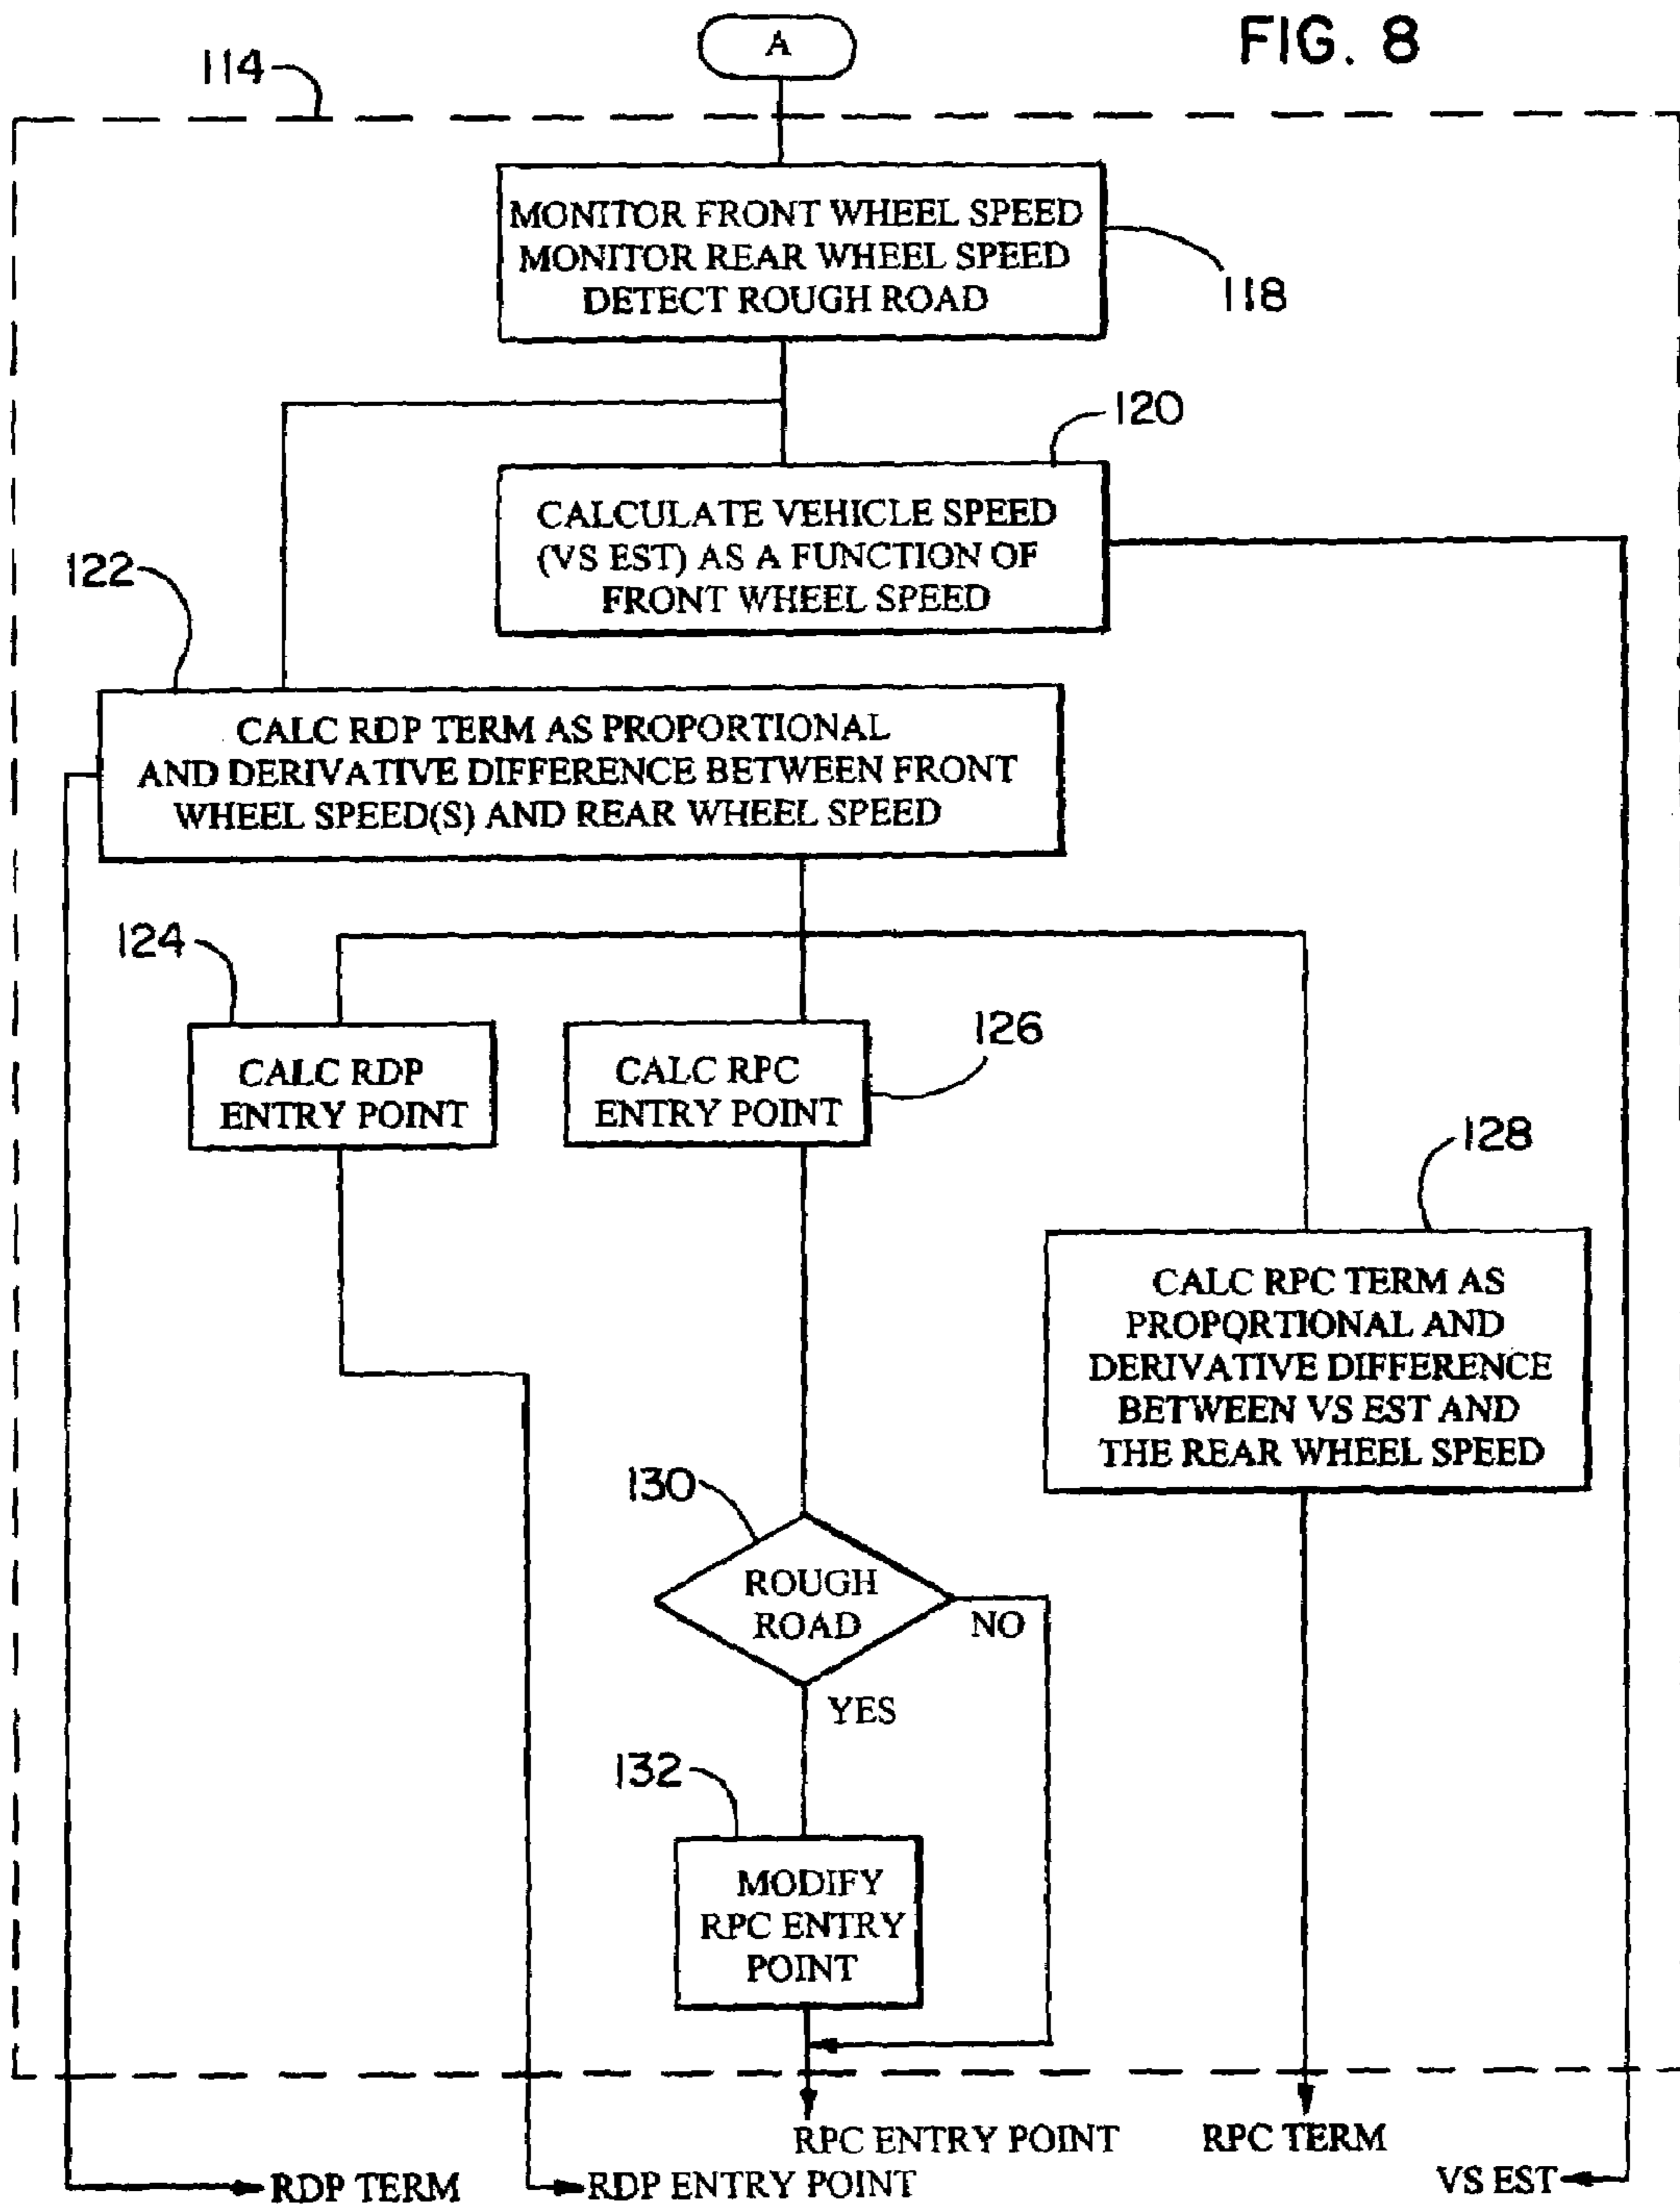 FIG. 8
A
114
MONITOR FRONT WHEEL SPEED
MONITOR REAR WHEEL SPEED
DETECT ROUGH ROAD
118
120
CALCULATE VEHICLE SPEED
(VS EST) AS A FUNCTION OF
FRONT WHEEL SPEED
122
CALC RDP TERM AS PROPORTIONAL
AND DERIVATIVE DIFFERENCE BETWEEN FRONT
WHEEL SPEED(S) AND REAR WHEEL SPEED
124
CALC RDP
ENTRY POINT
CALC RPC
ENTRY POINT
126
128
CALC RPC TERM AS
PROPORTIONAL AND
DERIVATIVE DIFFERENCE
BETWEEN VS EST AND
THE REAR WHEEL SPEED
130
ROUGH
ROAD
NO
YES
132
MODIFY
RPC ENTRY
POINT
RPC ENTRY POINT
RPC TERM
RDP TERM
RDP ENTRY POINT
VS EST